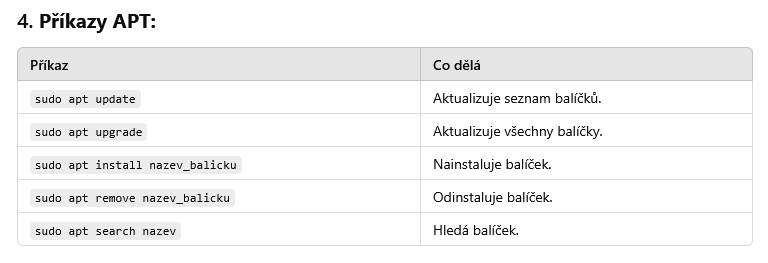 4. Příkazy APT:
Příkaz Co dělá
sudo apt update Aktualizuje seznam balíčků.
sudo apt upgrade Aktualizuje všechny balíčky.
sudo apt install nazev_balicku Nainstaluje balíček.
sudo apt remove nazev_balicku Odinstaluje balíček.
sudo apt search nazev Hledá balíček.